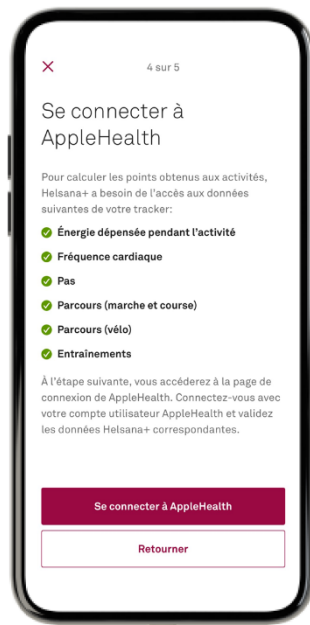 4 sur 5
Se connecter à
AppleHealth
Pour calculer les points obtenus aux activités,
Helsana+ a besoin de l'accès aux données
suivantes de votre tracker:
Énergie dépensée pendant l'activité
Fréquence cardiaque
Pas
Parcours (marche et course)
Parcours (vélo)
Entraînements
À l'étape suivante, vous accéderez à la page de
connexion de AppleHealth. Connectez-vous avec
votre compte utilisateur AppleHealth et validez
les données Helsana+ correspondantes.
Se connecter à AppleHealth
Retourner